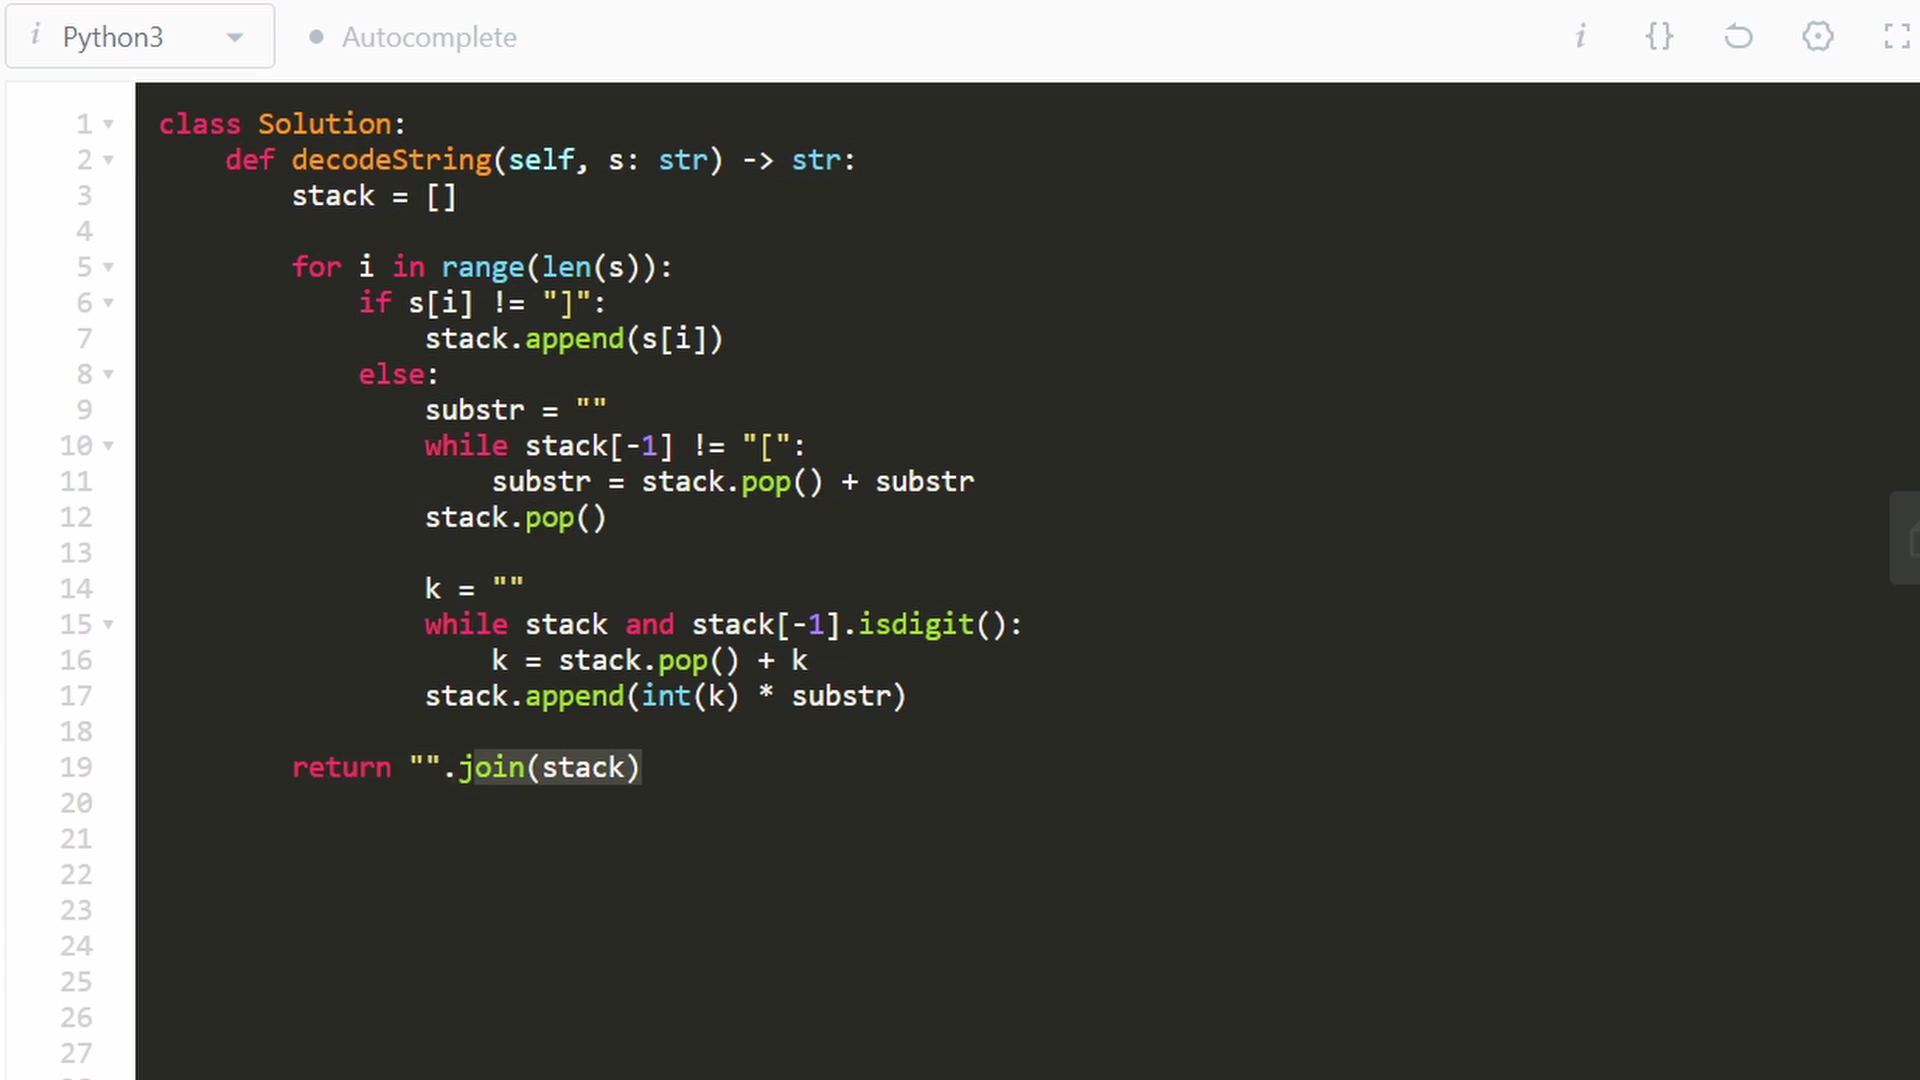 i Python3 Autocomplete i {}
1 class Solution:
2     def decodeString(self, s: str) -> str:
3         stack = []
4
5         for i in range(len(s)):
6             if s[i] != "]":
7                 stack.append(s[i])
8             else:
9                 substr = ""
10                 while stack[-1] != "[":
11                     substr = stack.pop() + substr
12                 stack.pop()
13
14                 k = ""
15                 while stack and stack[-1].isdigit():
16                     k = stack.pop() + k
17                 stack.append(int(k) * substr)
18
19         return "".join(stack)
20
21
22
23
24
25
26
27